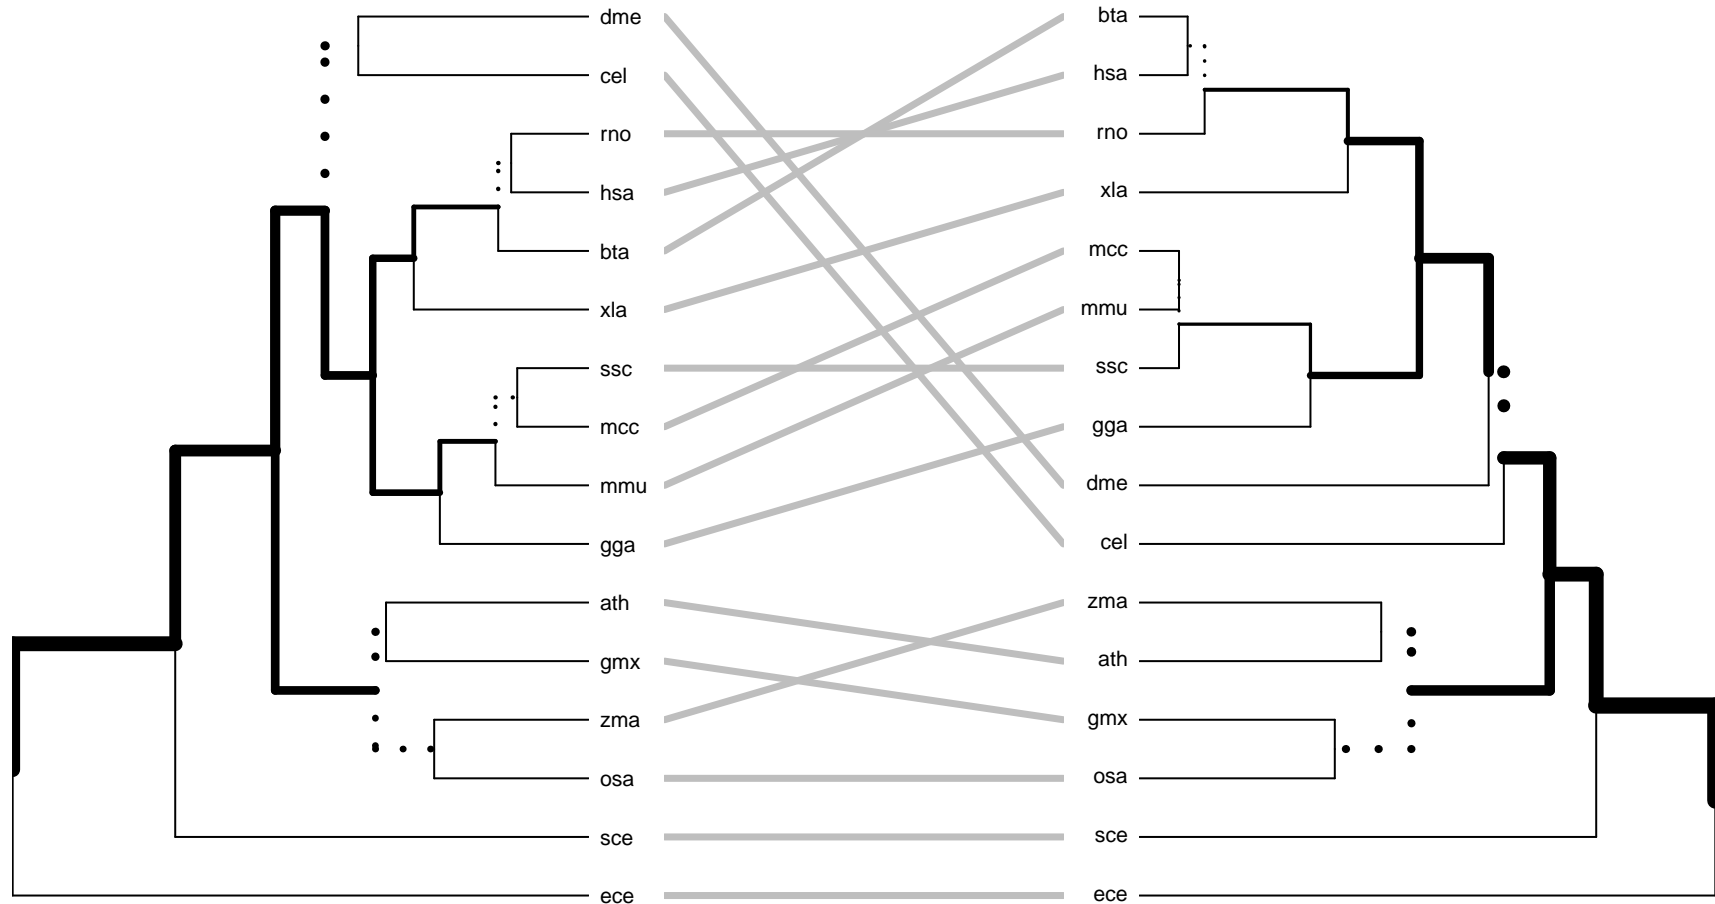 dme
cel
rno
hsa
bta
xla
ssc
mcc
mmu
gga
ath
gmx
zma
osa
sce
ece
bta
hsa
rno
xla
mcc
mmu
ssc
gga
dme
cel
zma
ath
gmx
osa
sce
ece